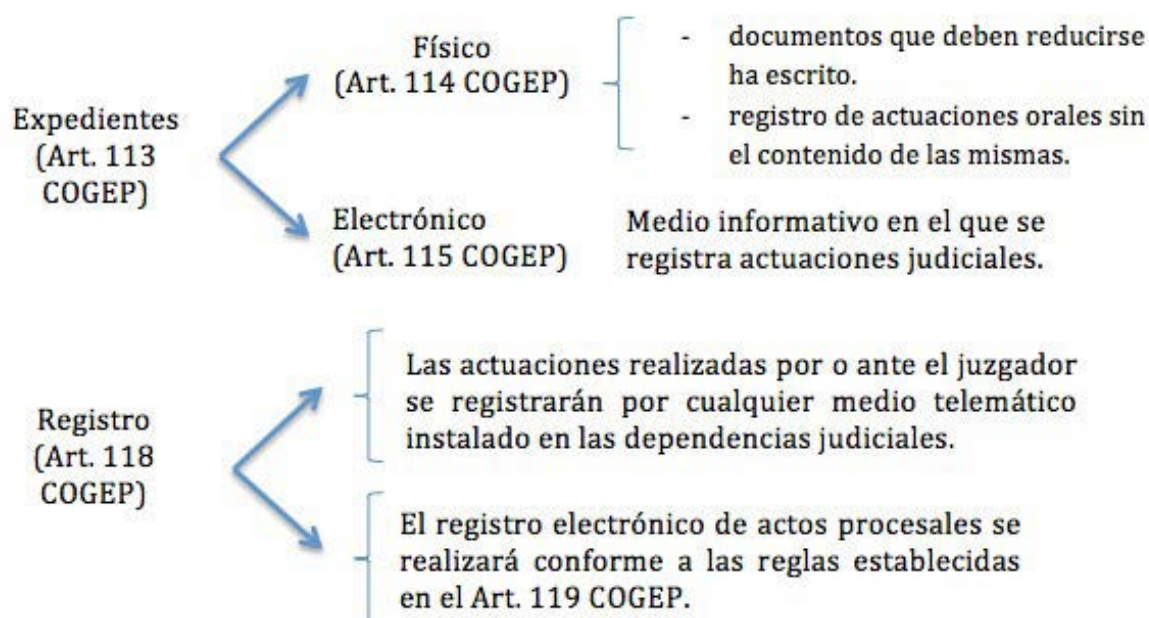 Expedientes
(Art. 113
COGEP)
Físico
(Art. 114 COGEP)
- documentos que deben reducirse
ha escrito.
- registro de actuaciones orales sin
el contenido de las mismas.
Electrónico
(Art. 115 COGEP)
Medio informativo en el que se
registra actuaciones judiciales.
Registro
(Art. 118
COGEP)
Las actuaciones realizadas por o ante el juzgador
se registrarán por cualquier medio telemático
instalado en las dependencias judiciales.
El registro electrónico de actos procesales se
realizará conforme a las reglas establecidas
en el Art. 119 COGEP.